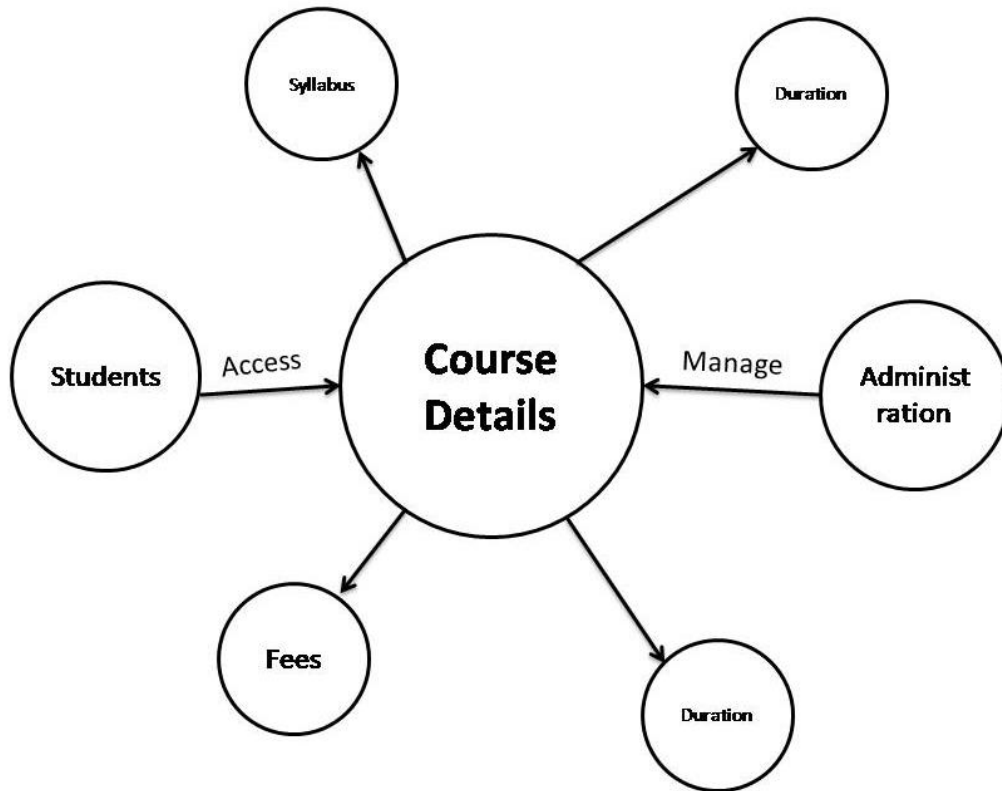 Syllabus
Duration
Students
Access
Course
Details
Manage
Administ
ration
Fees
Duration